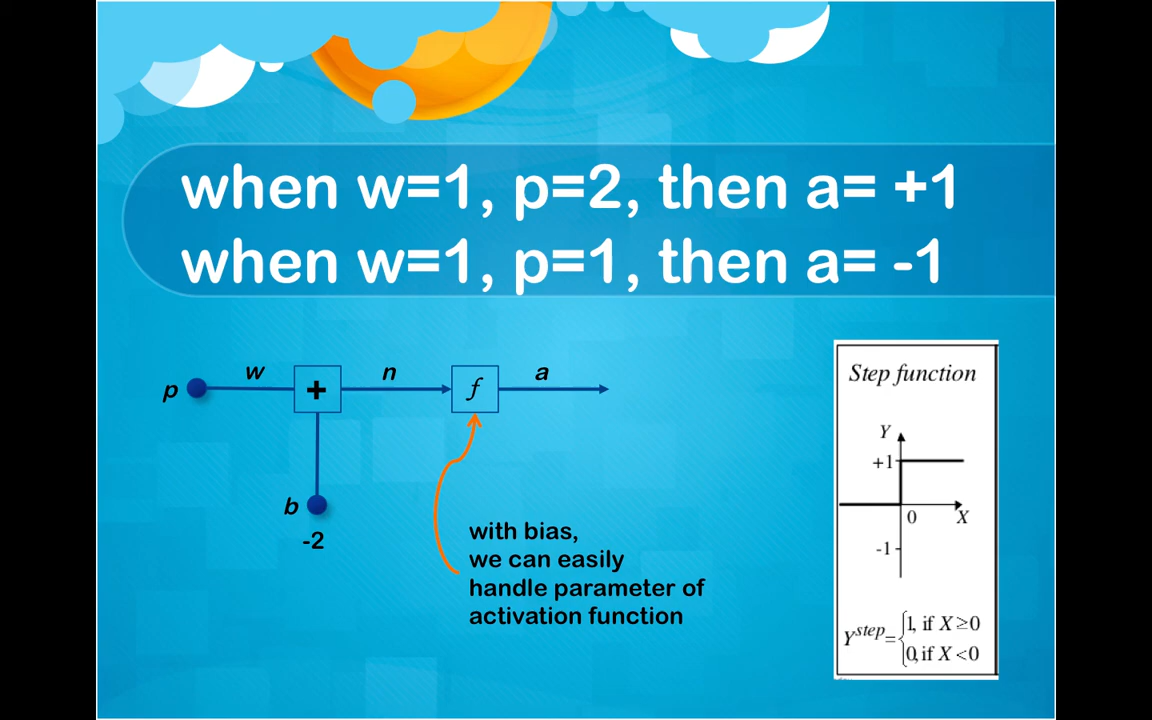 when w=1, p=2, then a= +1
when w=1, p=1, then a= -1
p
w
+
n
f
a
b
-2
with bias,
we can easily
handle parameter of
activation function
Step function
Y
+1
0
X
-1
Y^step = {1, if X ≥0
0, if X <0